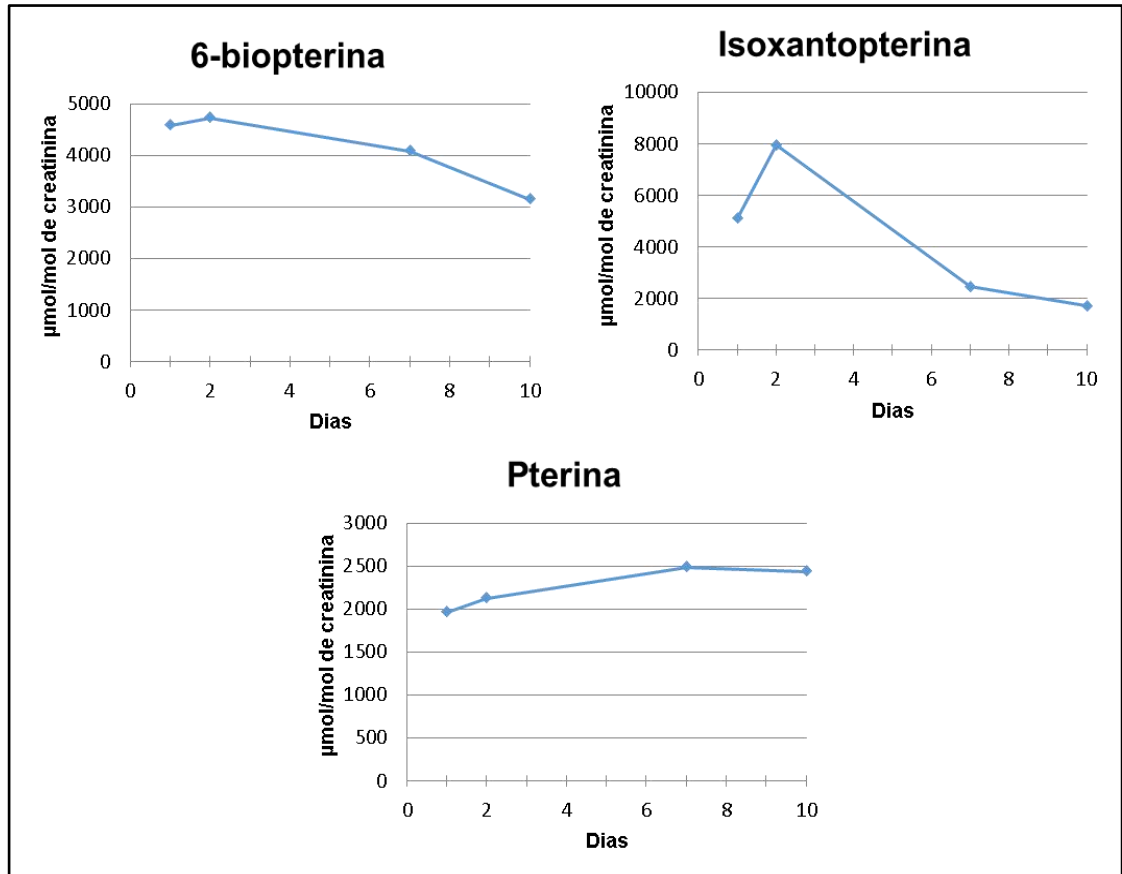 6-biopterina
µmol/mol de creatinina
5000
4000
3000
2000
1000
0
0 2 4 6 8 10
Dias
Isoxantopterina
µmol/mol de creatinina
10000
8000
6000
4000
2000
0
0 2 4 6 8 10
Dias
Pterina
µmol/mol de creatinina
3000
2500
2000
1500
1000
500
0
0 2 4 6 8 10
Dias